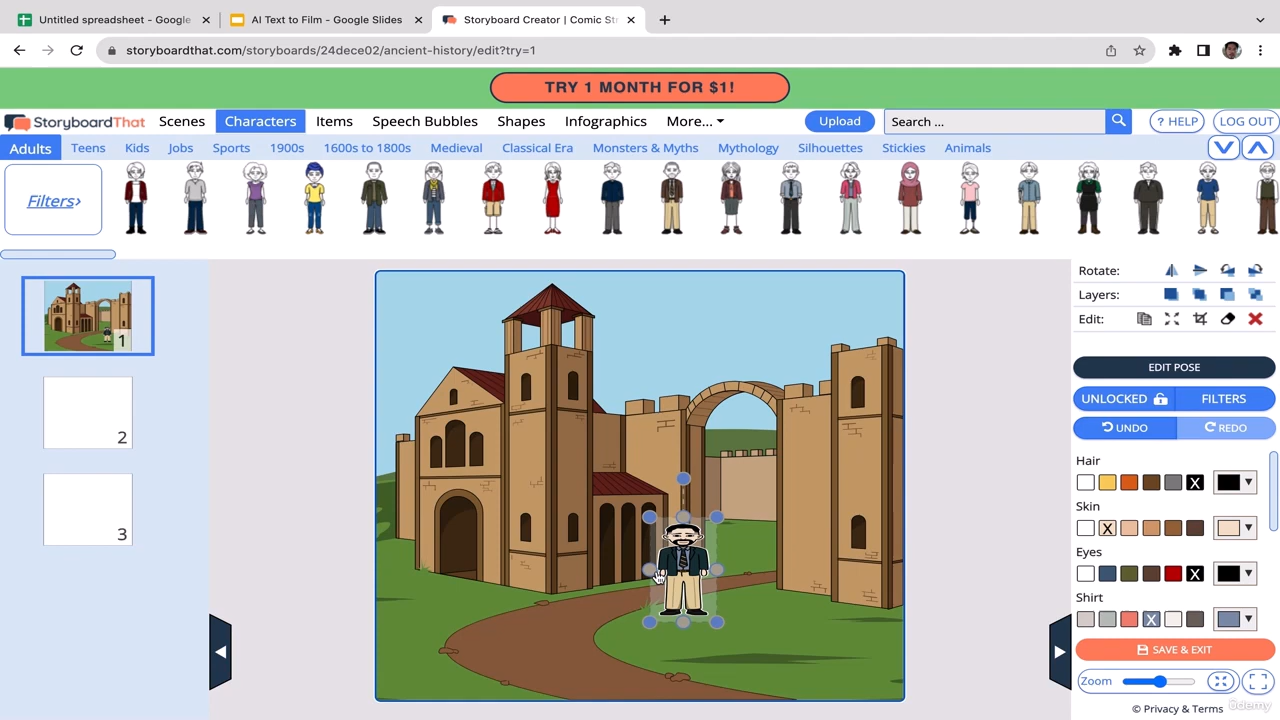 Untitled spreadsheet - Google
AI Text to Film - Google Slides
Storyboard Creator | Comic Str
storyboardthat.com/storyboards/24dece02/ancient-history/edit?try=1
TRY 1 MONTH FOR $1!
StoryboardThat
Scenes Characters Items Speech Bubbles Shapes Infographics More... Upload Search ... ? HELP LOG OUT
Adults Teens Kids Jobs Sports 1900s 1600s to 1800s Medieval Classical Era Monsters & Myths Mythology Silhouettes Stickies Animals
Filters›
Rotate:
Layers:
Edit:
1
EDIT POSE
UNLOCKED FILTERS
UNDO REDO
2
Hair
X
Skin
X
3
Eyes
X
Shirt
X
SAVE & EXIT
Zoom
© Privacy & Terms
ûdemy